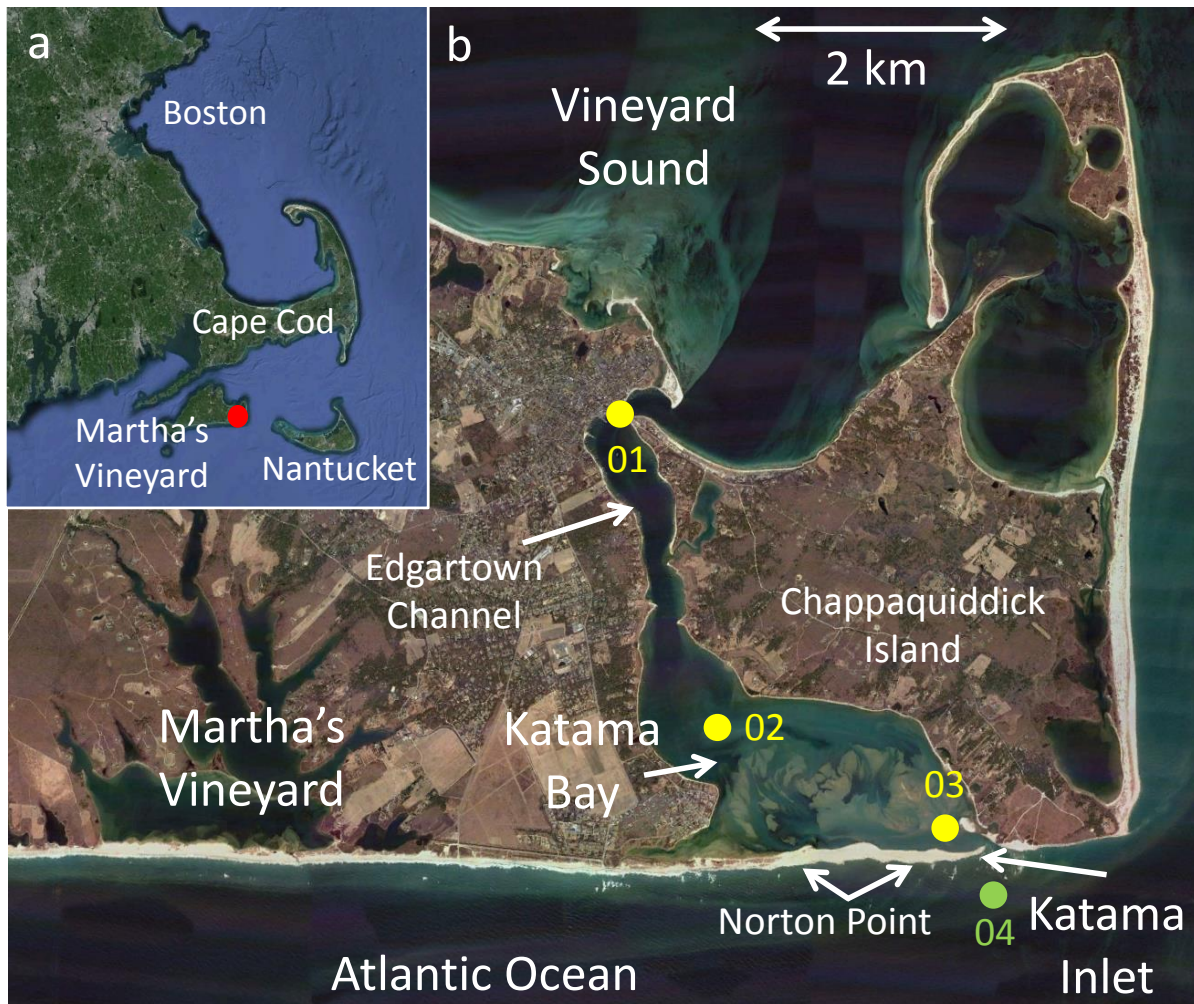 a
Boston
Cape Cod
Martha's
Vineyard
Nantucket
b
2 km
Vineyard
Sound
01
Edgartown
Channel
Chappaquiddick
Island
Martha's
Vineyard
Katama
Bay
02
03
Norton Point
04
Katama
Inlet
Atlantic Ocean